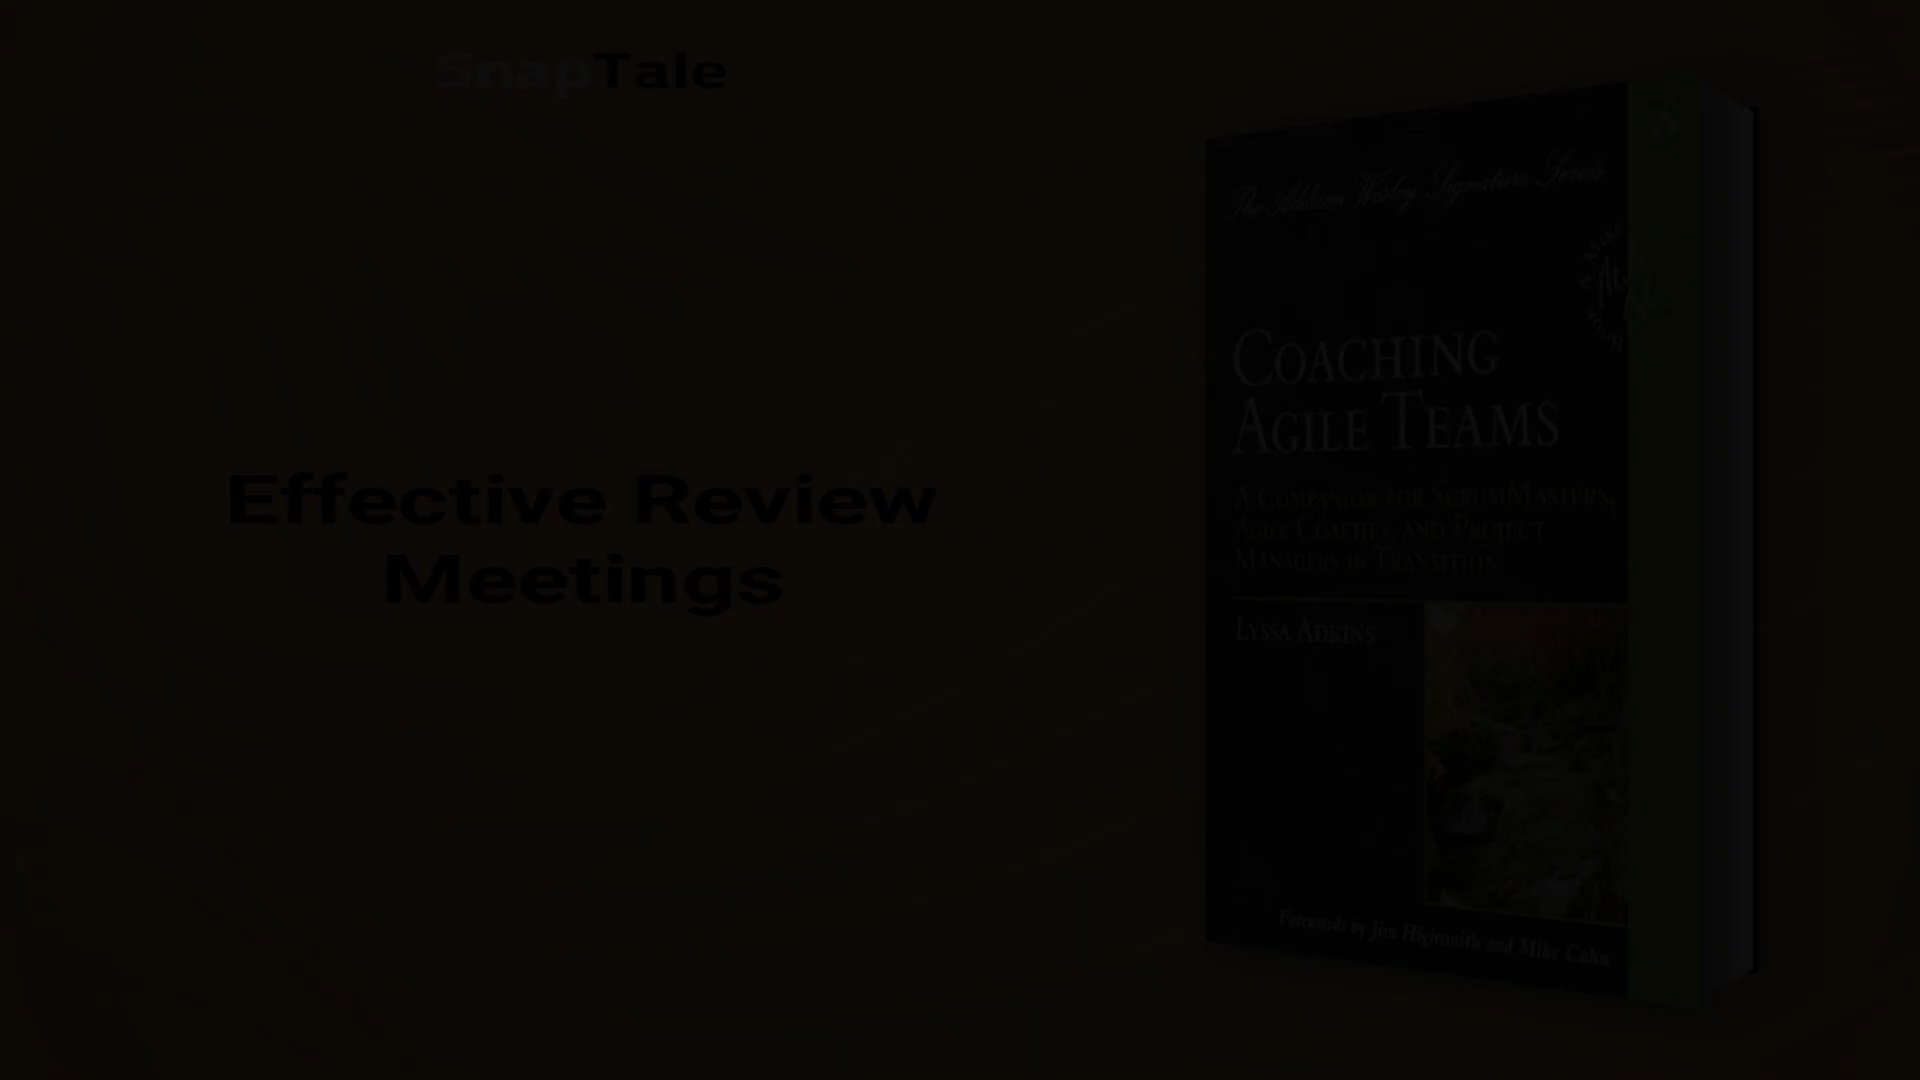 SnapTale
Effective Review
Meetings
The Addison Wesley Signature Series
COACHING
AGILE TEAMS
A COMPANION FOR SCRUMMASTERS,
AGILE COACHES, AND PROJECT
MANAGERS IN TRANSITION
LYSSA ADKINS
Forewords by Jim Highsmith and Mike Cohn